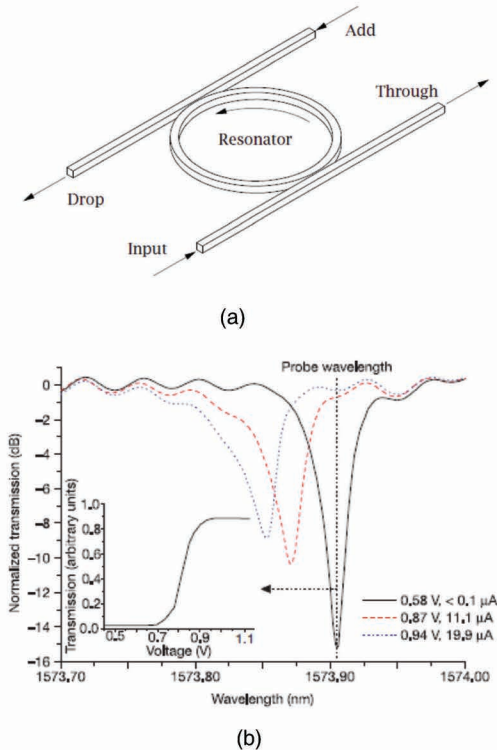 Add
Through
Resonator
Drop
Input
(a)
Probe wavelength
Normalized transmission (dB)
0
−2
−4
−6
−8
−10
−12
−14
−16
Transmission (arbitrary units)
1.0
0.8
0.6
0.4
0.2
0.0
0.5 0.7 0.9 1.1
Voltage (V)
0.58 V, < 0.1 μA
0.87 V, 11.1 μA
0.94 V, 19.9 μA
1573.70 1573.80 1573.90 1574.00
Wavelength (nm)
(b)